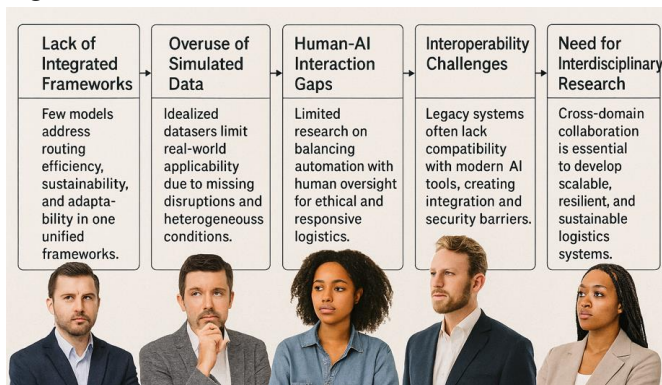 Lack of
Integrated
Frameworks
Few models
address
routing
efficiency,
sustainability,
and adapta-
bility in one
unified
frameworks.
Overuse of
Simulated
Data
Idealized
datasers limit
real-world
applicability
due to missing
disruptions and
heterogeneouss
conditions.
Human-AI
Interaction
Gaps
Limited
research on
balancing
automation with
human oversight
for ethical and
responsive
logistics.
Interoperability
Challenges
Legacy systems
often lack
compatibility
with modern AI
tools, creating
integration and
security barriers.
Need for
Interdisciplinary
Research
Cross-domain
collaboration
is essential
to develop
scalable,
resilient, and
sustainable
logistics
systems.